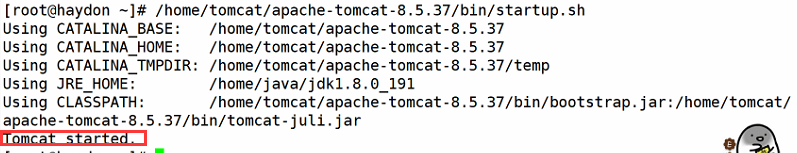 [root@haydon ~]# /home/tomcat/apache-tomcat-8.5.37/bin/startup.sh
Using CATALINA_BASE:   /home/tomcat/apache-tomcat-8.5.37
Using CATALINA_HOME:   /home/tomcat/apache-tomcat-8.5.37
Using CATALINA_TMPDIR: /home/tomcat/apache-tomcat-8.5.37/temp
Using JRE_HOME:        /home/java/jdk1.8.0_191
Using CLASSPATH:       /home/tomcat/apache-tomcat-8.5.37/bin/bootstrap.jar:/home/tomcat/
apache-tomcat-8.5.37/bin/tomcat-juli.jar
Tomcat started.
[root@haydon ~]#